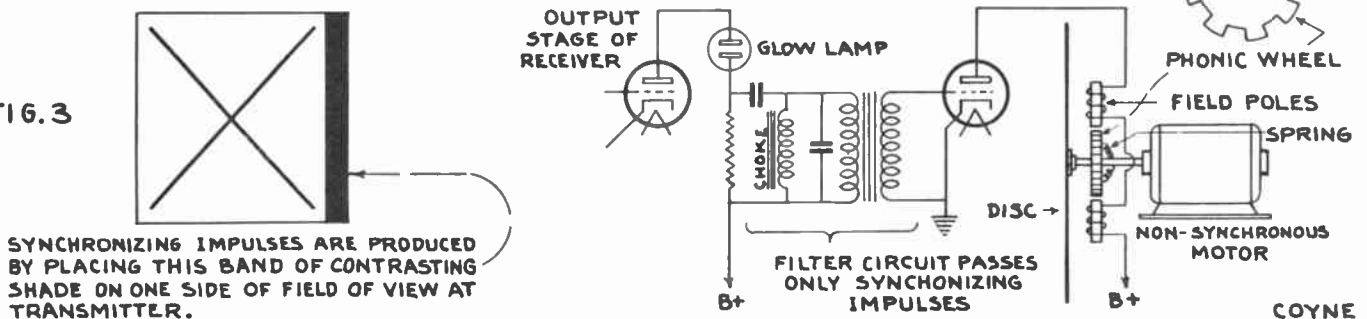 FIG.3
SYNCHRONIZING IMPULSES ARE PRODUCED
BY PLACING THIS BAND OF CONTRASTING
SHADE ON ONE SIDE OF FIELD OF VIEW AT
TRANSMITTER.
OUTPUT
STAGE OF
RECEIVER
GLOW LAMP
CHOKE
FILTER CIRCUIT PASSES
ONLY SYNCHONIZING
IMPULSES
B+
DISC
PHONIC WHEEL
FIELD POLES
SPRING
NON-SYNCHRONOUS
MOTOR
B+
COYNE